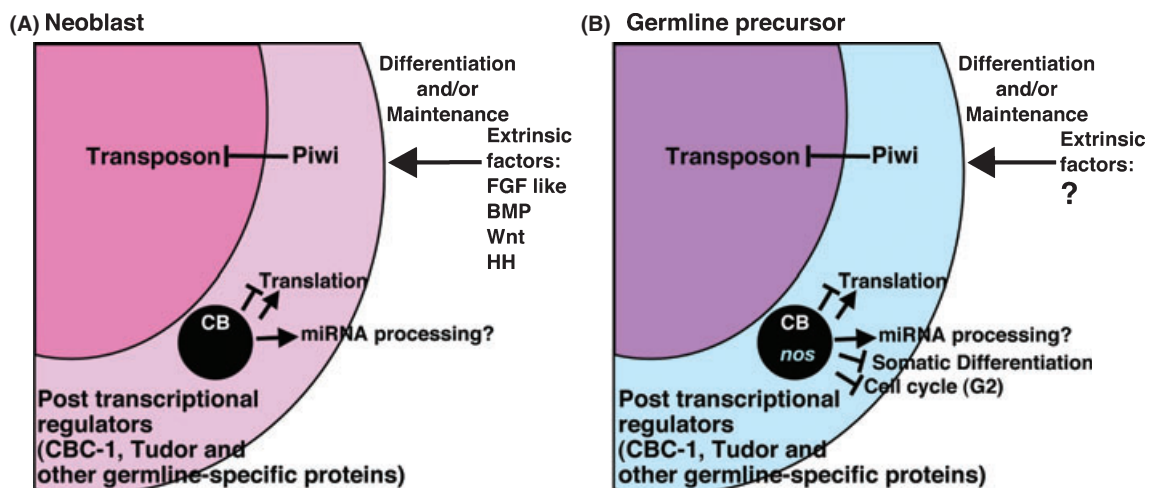 (A) Neoblast
Differentiation
and/or
Maintenance
Extrinsic
factors:
FGF like
BMP
Wnt
HH
Transposon
Piwi
Translation
CB
miRNA processing?
Post transcriptional
regulators
(CBC-1, Tudor and
other germline-specific proteins)
(B) Germline precursor
Differentiation
and/or
Maintenance
Extrinsic
factors:
?
Transposon
Piwi
Translation
CB
nos
miRNA processing?
Somatic Differentiation
Cell cycle (G2)
Post transcriptional
regulators
(CBC-1, Tudor and
other germline-specific proteins)